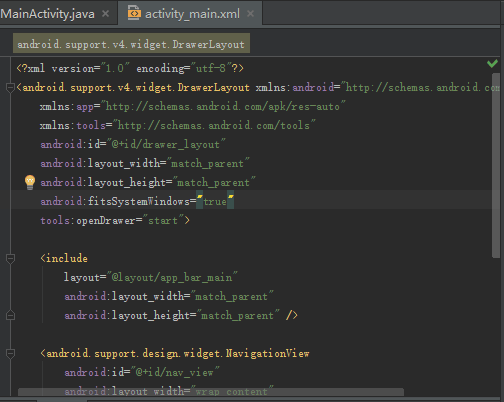 MainActivity.java × activity_main.xml ×
android.support.v4.widget.DrawerLayout
<?xml version="1.0" encoding="utf-8"?>
<android.support.v4.widget.DrawerLayout xmlns:android="http://schemas.android.com
xmlns:app="http://schemas.android.com/apk/res-auto"
xmlns:tools="http://schemas.android.com/tools"
android:id="@+id/drawer_layout"
android:layout_width="match_parent"
android:layout_height="match_parent"
android:fitsSystemWindows="true"
tools:openDrawer="start">
<include
layout="@layout/app_bar_main"
android:layout_width="match_parent"
android:layout_height="match_parent" />
<android.support.design.widget.NavigationView
android:id="@+id/nav_view"
android:layout_width="wrap_content"